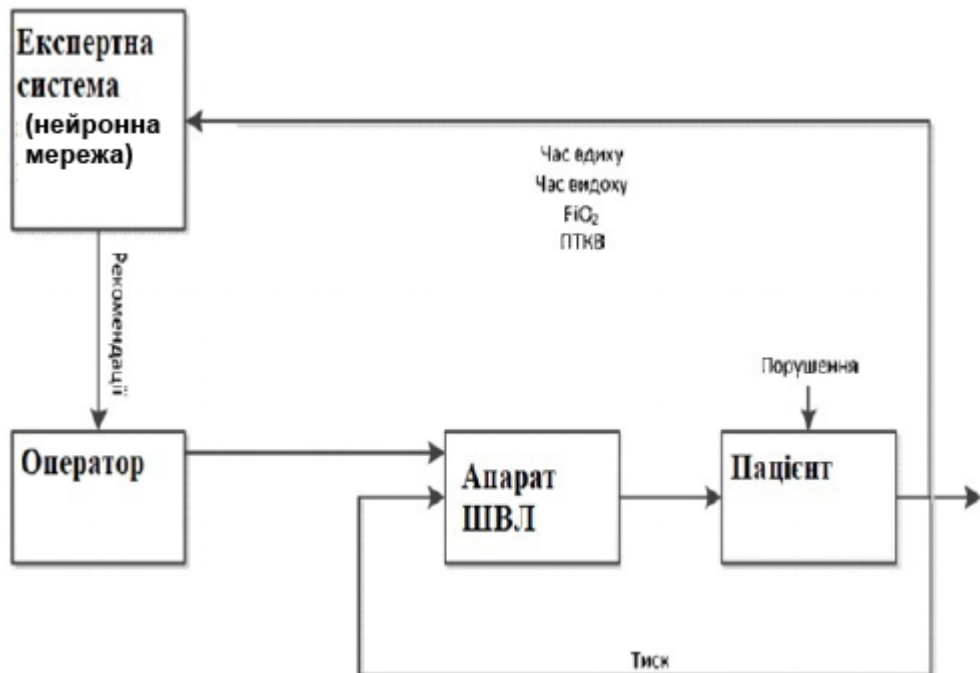 Експертна
система
(нейронна
мережа)
Час вдиху
Час видоху
FiO₂
ПТКВ
Рекомендації
Порушення
Оператор
Апарат
ШВЛ
Пацієнт
Тиск